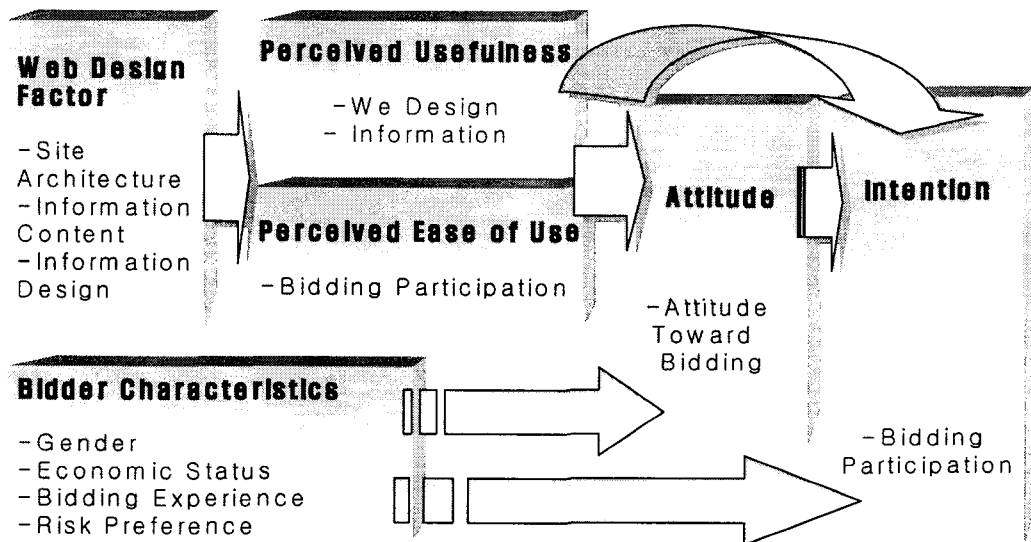 Web Design
Factor
-Site
Architecture
-Information
Content
-Information
Design
Perceived Usefulness
-We Design
- Information
Perceived Ease of Use
-Bidding Participation
Attitude
-Attitude
Toward
Bidding
Intention
-Bidding
Participation
Bidder Characteristics
-Gender
-Economic Status
-Bidding Experience
-Risk Preference